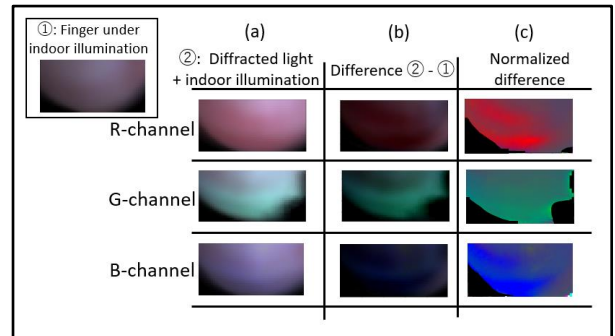 ①: Finger under
indoor illumination
(a)
(b)
(c)
②: Diffracted light
+ indoor illumination
Difference ② - ①
Normalized
difference
R-channel
G-channel
B-channel